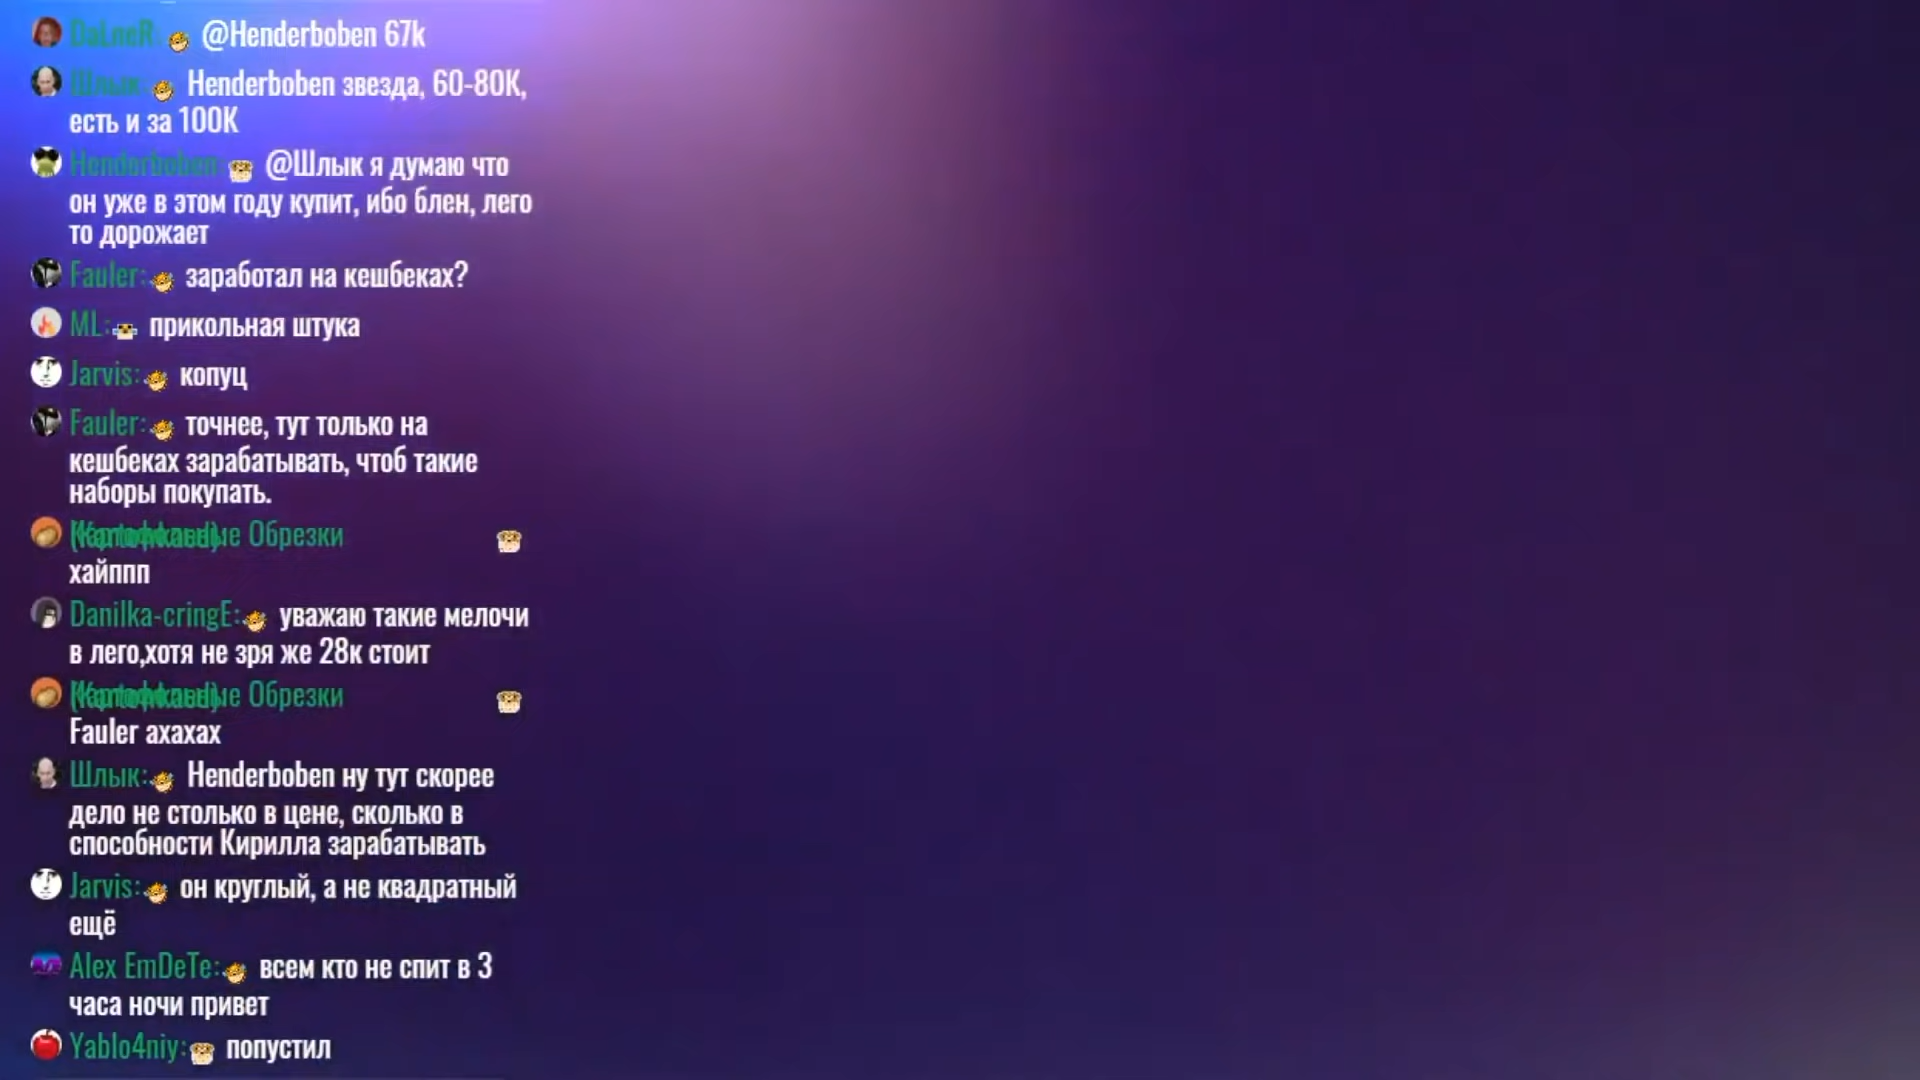 DaLneR: @Henderboben 67k
Шлык: Henderboben звезда, 60-80К,
есть и за 100К
Henderboben: @Шлык я думаю что
он уже в этом году купит, ибо блен, лего
то дорожает
Fauler: заработал на кешбеках?
ML: прикольная штука
Jarvis: копуц
Fauler: точнее, тут только на
кешбеках зарабатывать, чтоб такие
наборы покупать.
Обрезки
хайппп
Danilka-cringE: уважаю такие мелочи
в лего,хотя не зря же 28к стоит
Обрезки
Fauler ахахах
Шлык: Henderboben ну тут скорее
дело не столько в цене, сколько в
способности Кирилла зарабатывать
Jarvis: он круглый, а не квадратный
ещё
Alex EmDeTe: всем кто не спит в 3
часа ночи привет
Yablo4niy: попустил